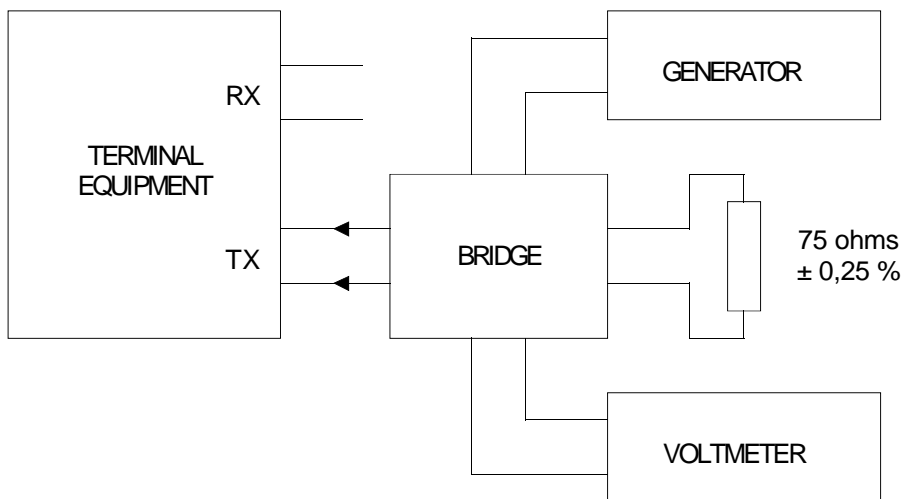 GENERATOR
RX
TERMINAL
EQUIPMENT
TX
BRIDGE
75 ohms
± 0,25 %
VOLTMETER